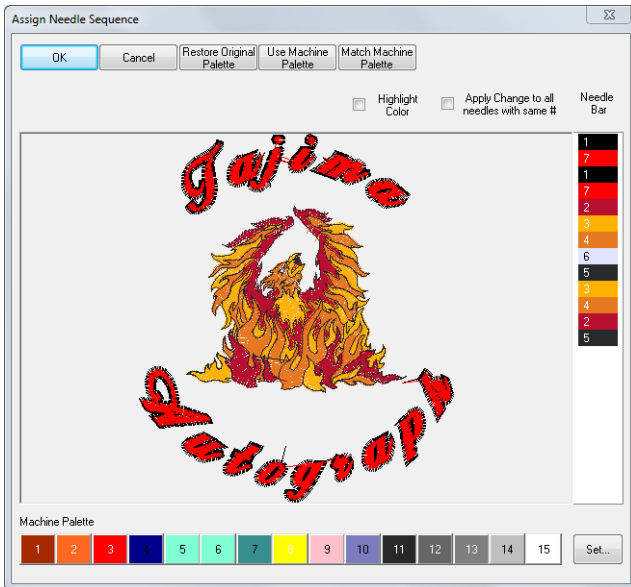 Assign Needle Sequence
OK
Cancel
Restore Original
Palette
Use Machine
Palette
Match Machine
Palette
Highlight
Color
Apply Change to all
needles with same #
Needle
Bar
1
7
1
7
2
3
4
6
5
3
4
2
5
Tajima
Autograph
Machine Palette
1 2 3 4 5 6 7 8 9 10 11 12 13 14 15 Set...